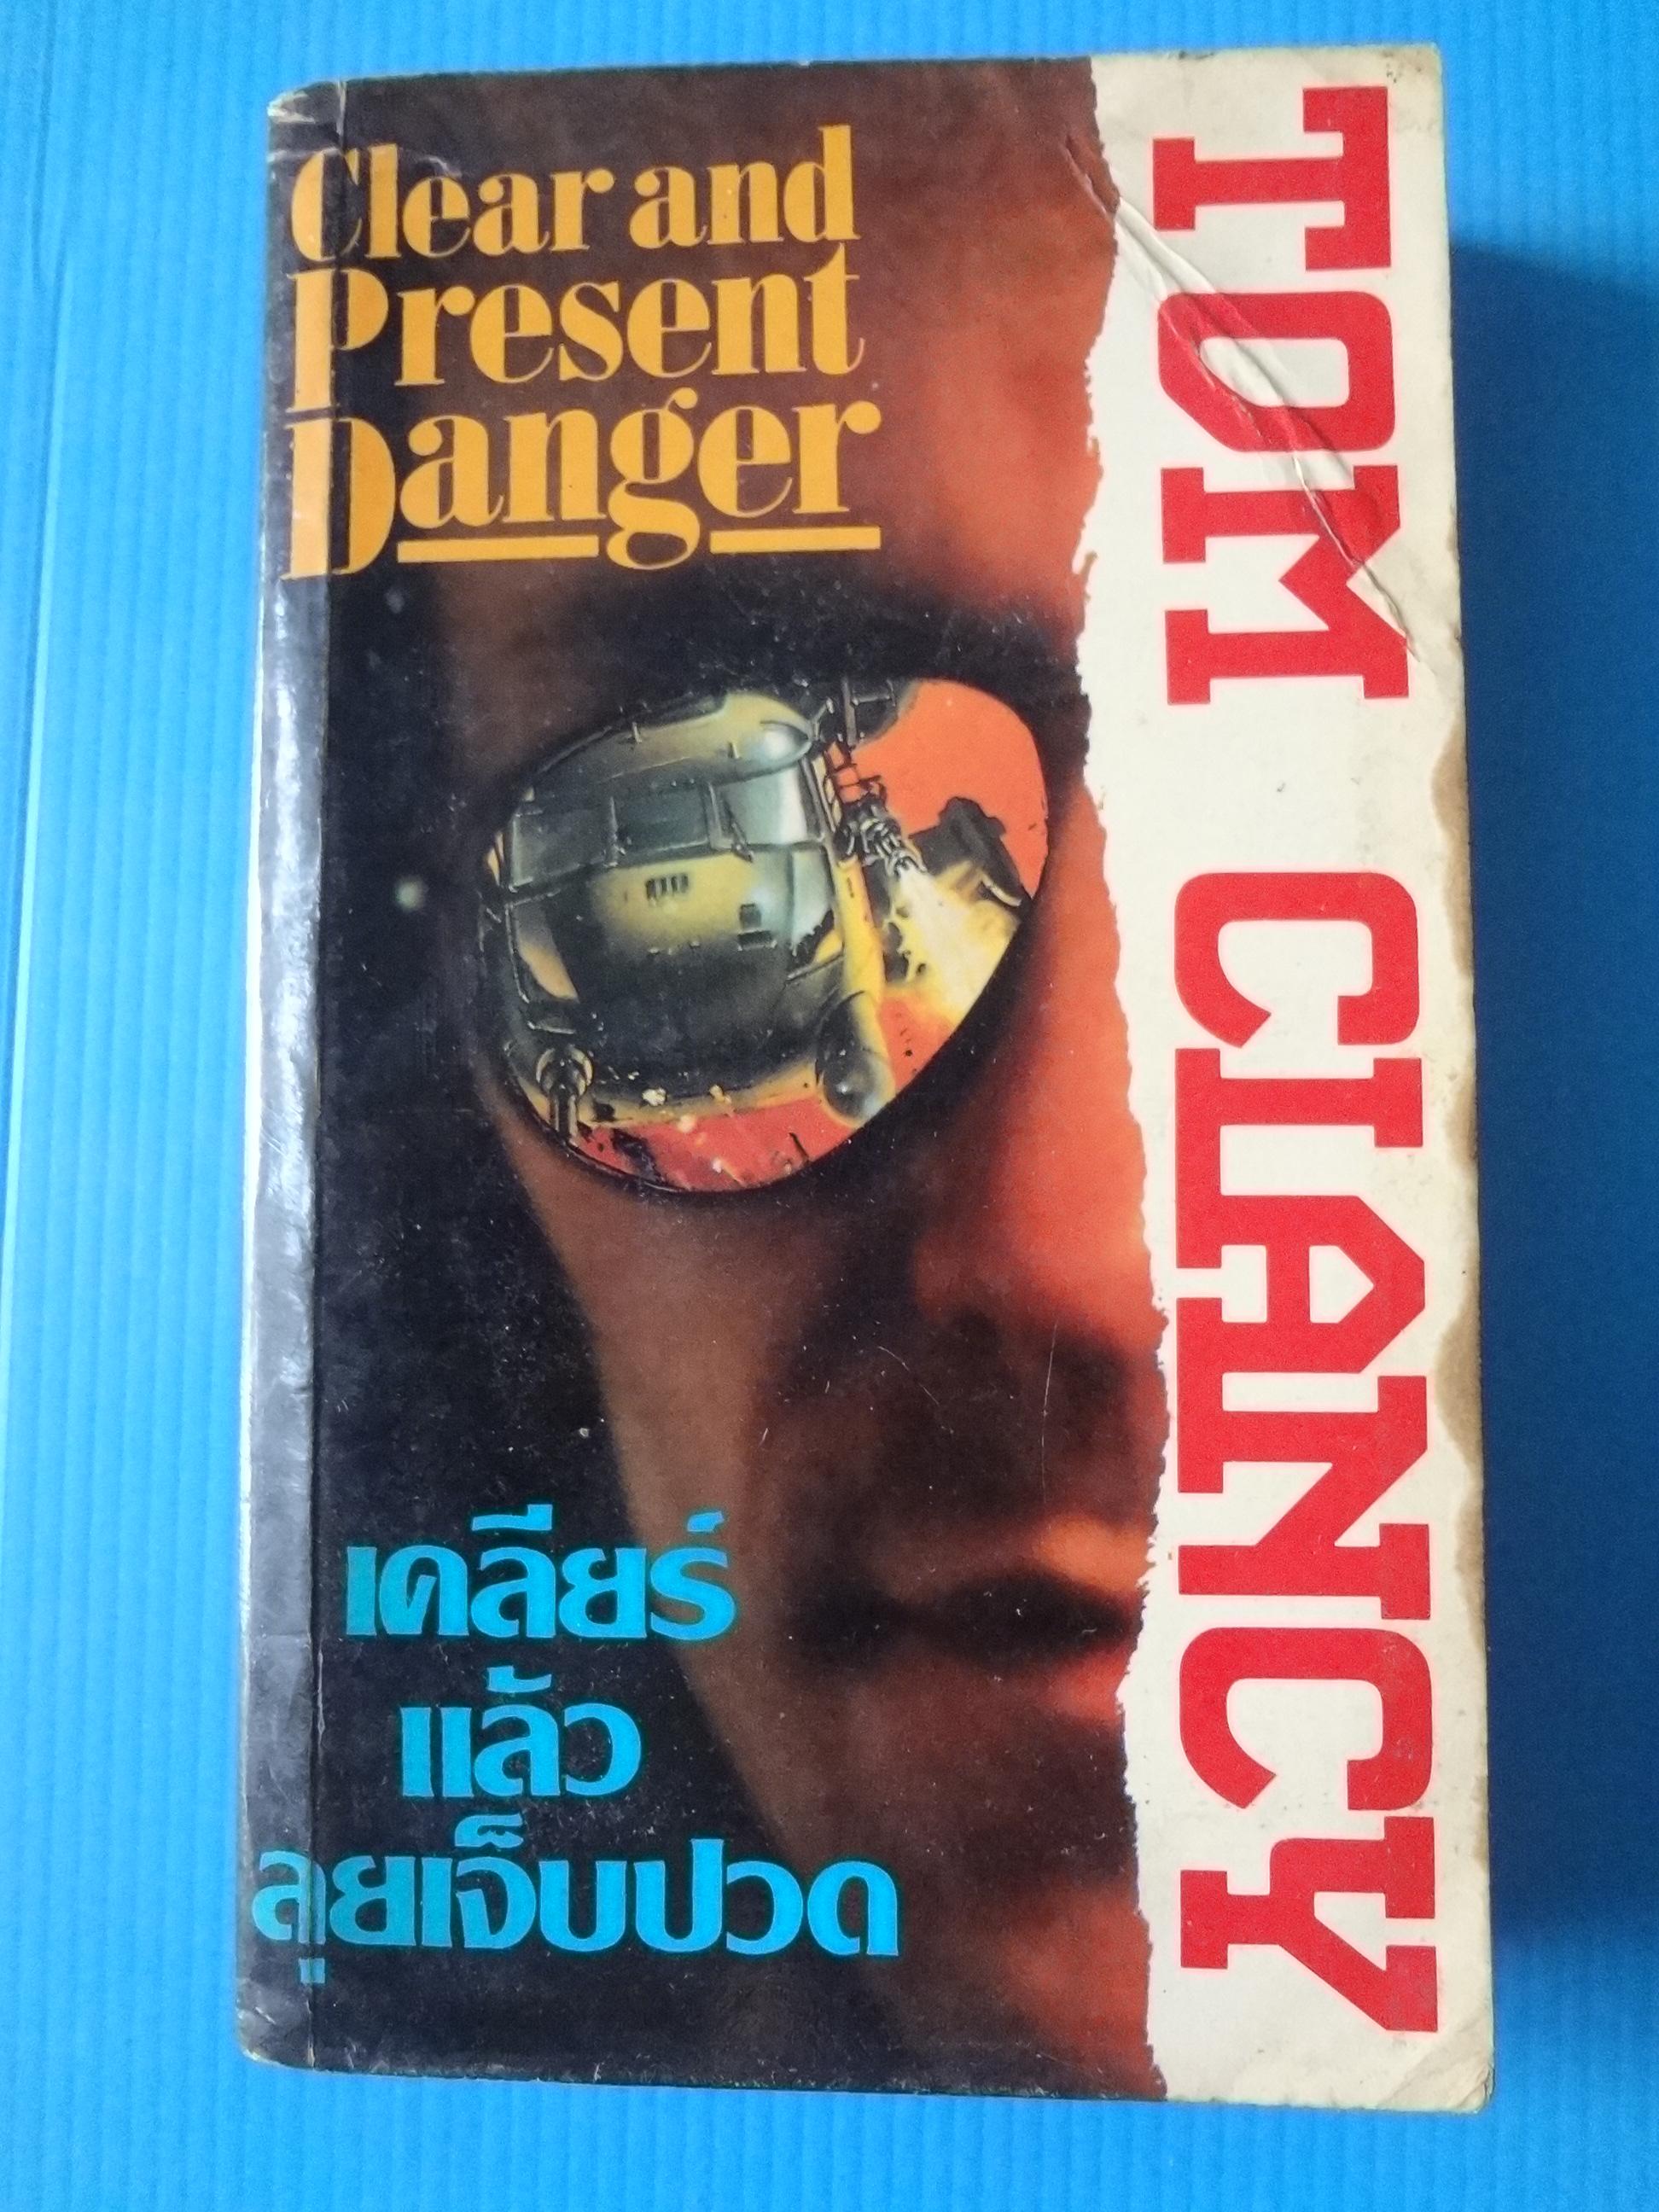 Clear and
Present
Danger
TOM CLANCY
เคลียร์
แล้ว
ลุยเจ็บปวด